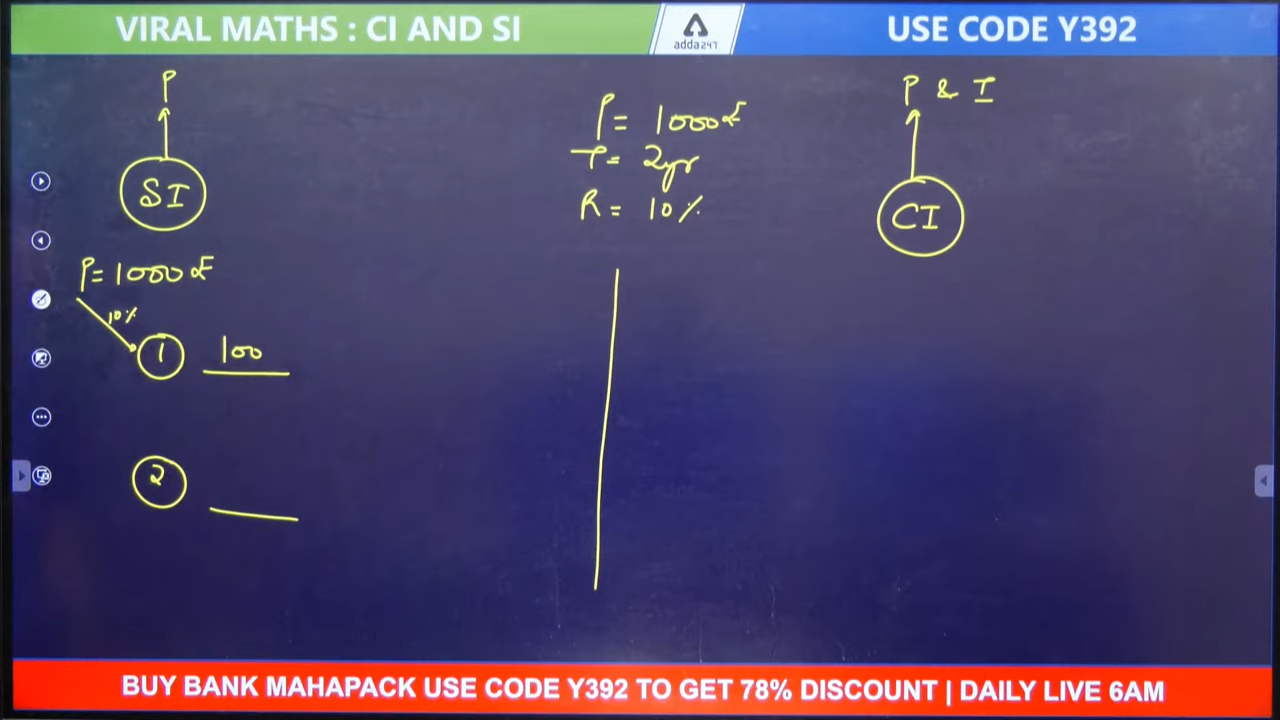 VIRAL MATHS : CI AND SI
adda247
USE CODE Y392
P
SI
P = 1000₹
T = 2yr
R = 10%
P & I
CI
P = 1000₹
10%
1 100
2
BUY BANK MAHAPACK USE CODE Y392 TO GET 78% DISCOUNT | DAILY LIVE 6AM